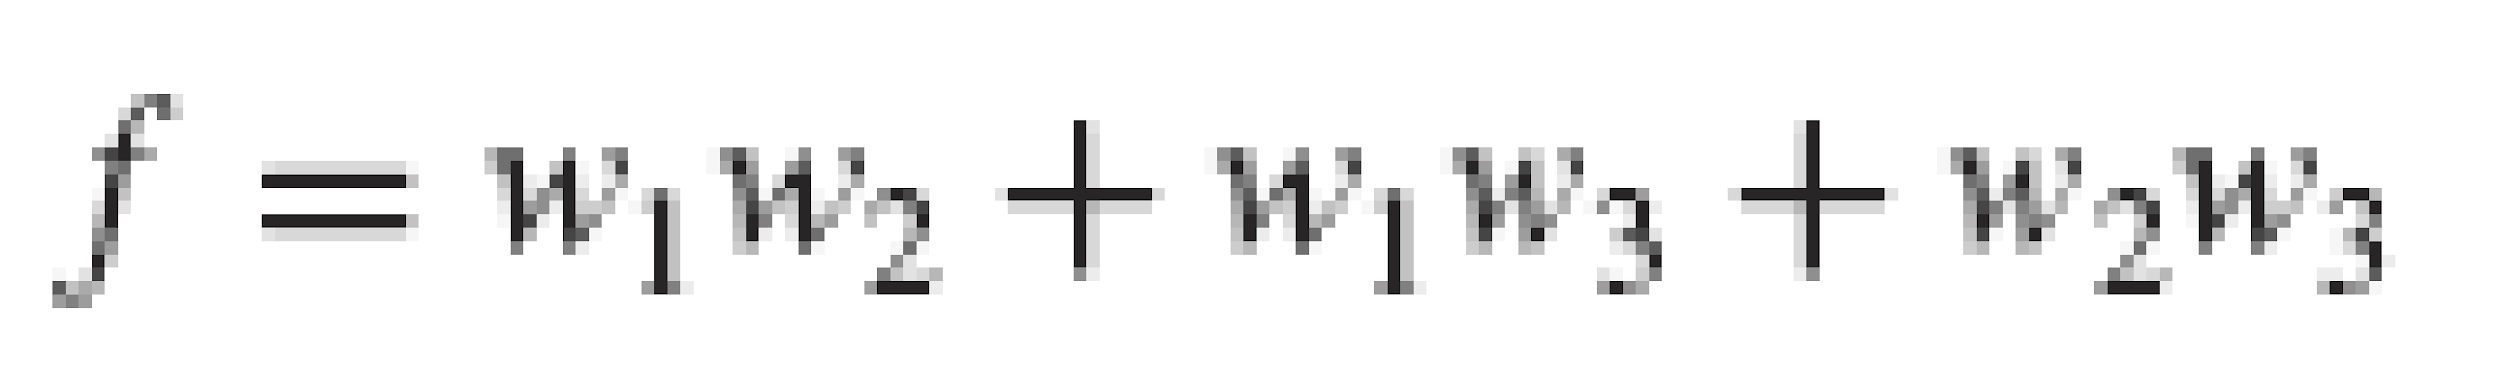 f = w₁w₂ + w₁w₃ + w₂w₃